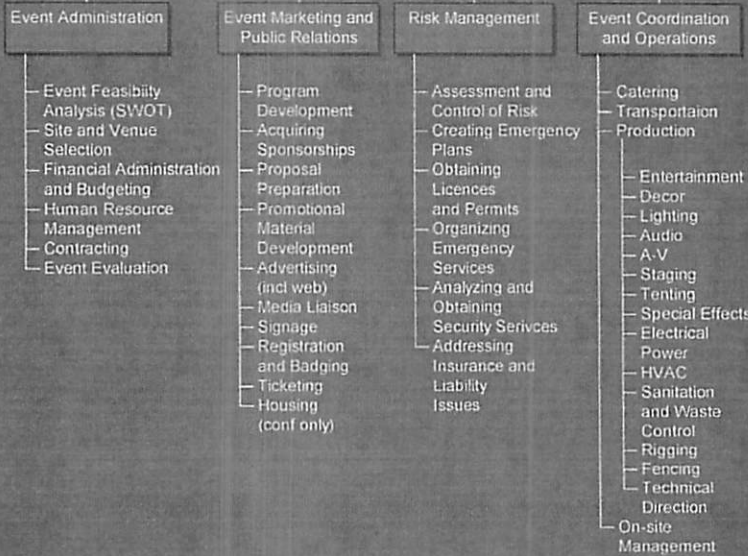 Event Administration
Event Feasibiity
Analysis (SWOT)
Site and Venue
Selection
Financial Administration
and Budgeting
Human Resource
Management
Contracting
Event Evaluation
Event Marketing and
Public Relations
Program
Development
Acquiring
Sponsorships
Proposal
Preparation
Promotional
Material
Development
Advertising
(incl web)
Media Liaison
Signage
Registration
and Badging
Ticketing
Housing
(conf only)
Risk Management
Assessment and
Control of Risk
Creating Emergency
Plans
Obtaining
Licences
and Permits
Organizing
Emergency
Services
Analyzing and
Obtaining
Security Serivces
Addressing
Insurance and
Liability
Issues
Event Coordination
and Operations
Catering
Transportaion
Production
Entertainment
Decor
Lighting
Audio
A-V
Staging
Tenting
Special Effects
Electrical
Power
HVAC
Sanitation
and Waste
Control
Rigging
Fencing
Technical
Direction
On-site
Management